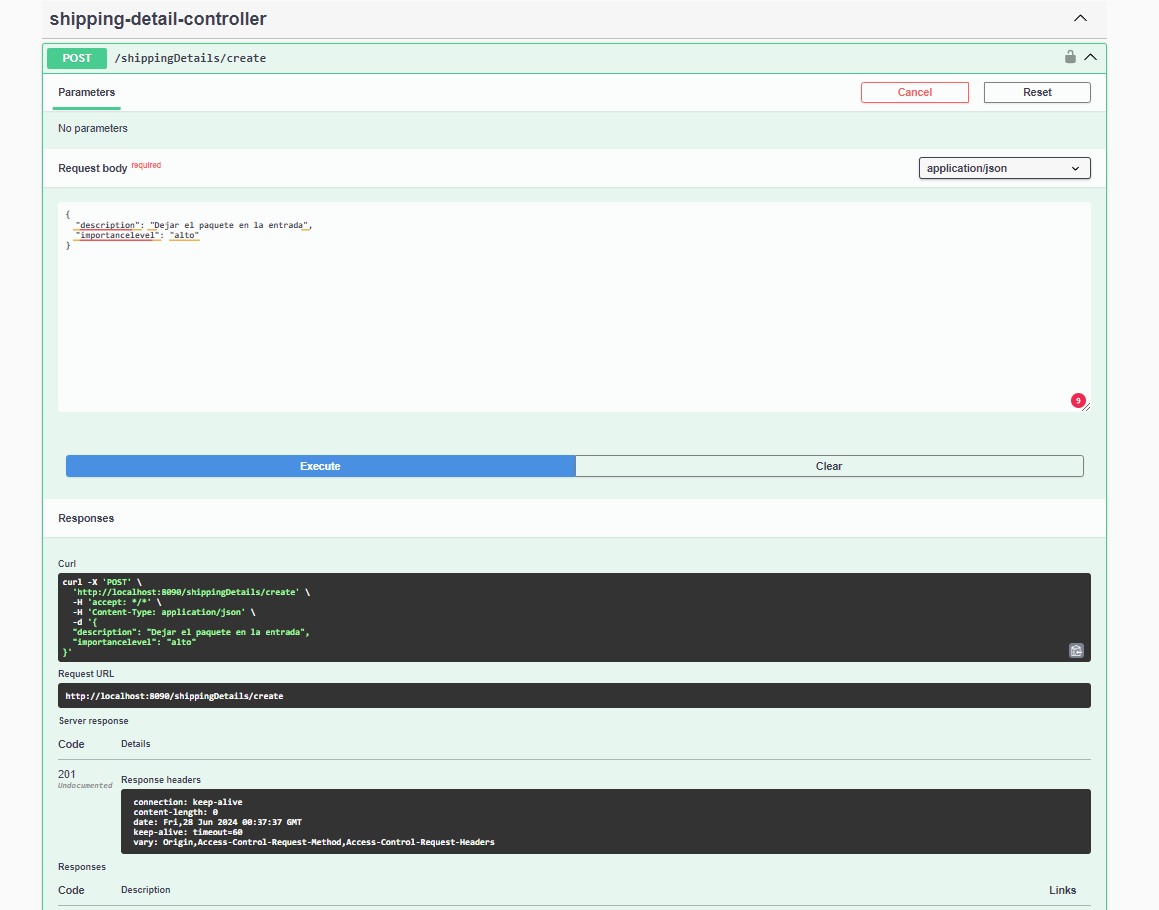 shipping-detail-controller
POST /shippingDetails/create
Parameters
Cancel
Reset
No parameters
Request body required
application/json
{
"description": "Dejar el paquete en la entrada",
"importancelevel": "alto"
}
9
Execute
Clear
Responses
Curl
curl -X 'POST' \
'http://localhost:8090/shippingDetails/create' \
-H 'accept: */*' \
-H 'Content-Type: application/json' \
-d '{
"description": "Dejar el paquete en la entrada",
"importancelevel": "alto"
}'
Request URL
http://localhost:8090/shippingDetails/create
Server response
Code Details
201
Undocumented
Response headers
connection: keep-alive
content-length: 0
date: Fri,28 Jun 2024 00:37:37 GMT
keep-alive: timeout=60
vary: Origin,Access-Control-Request-Method,Access-Control-Request-Headers
Responses
Code Description Links